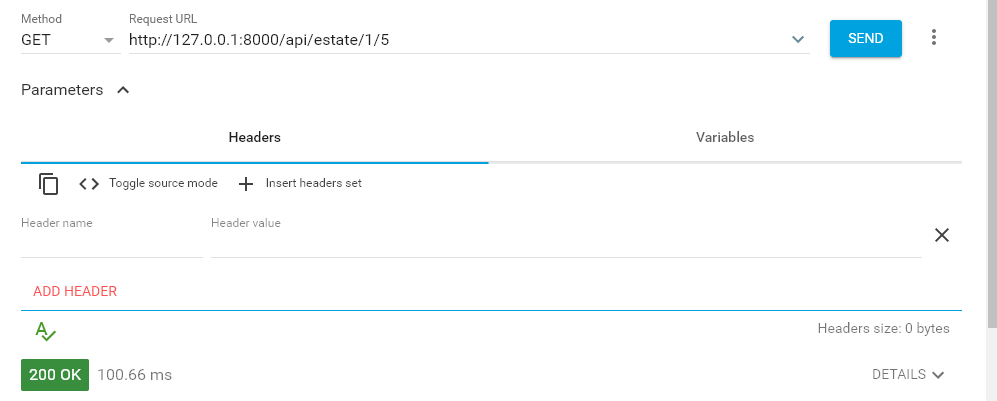 Method Request URL
GET http://127.0.0.1:8000/api/estate/1/5 SEND
Parameters
Headers Variables
Toggle source mode Insert headers set
Header name Header value
ADD HEADER
A Headers size: 0 bytes
200 OK 100.66 ms DETAILS